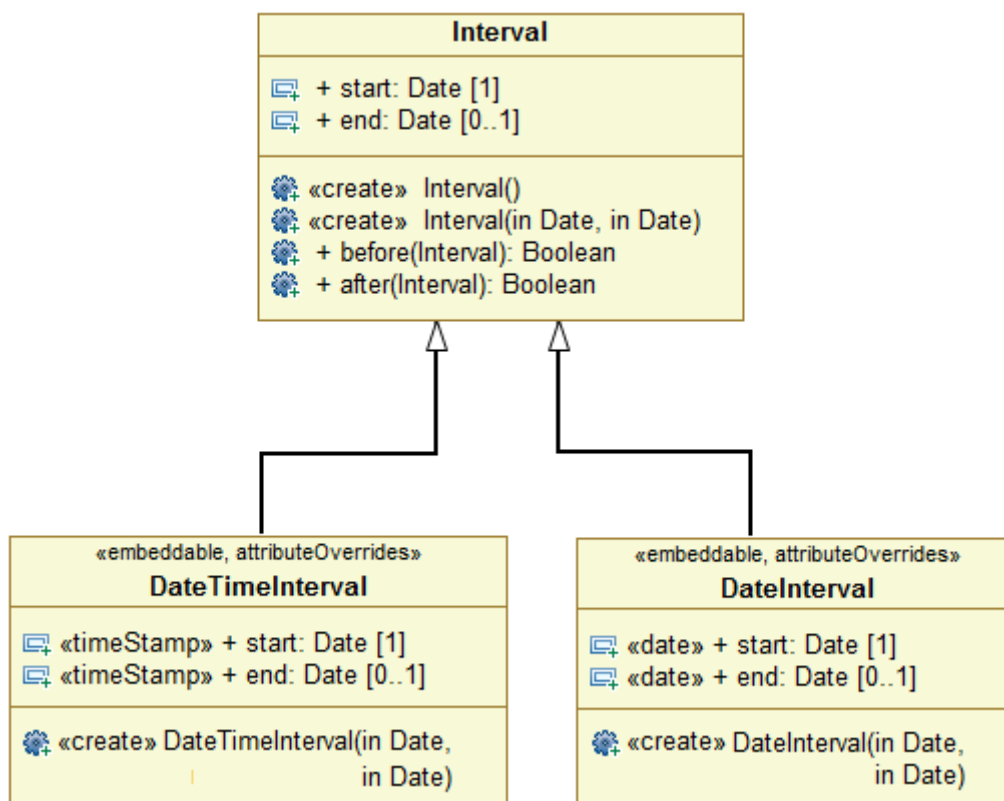 Interval
+ start: Date [1]
+ end: Date [0..1]
«create» Interval()
«create» Interval(in Date, in Date)
+ before(Interval): Boolean
+ after(Interval): Boolean
«embeddable, attributeOverrides»
DateTimeInterval
«timeStamp» + start: Date [1]
«timeStamp» + end: Date [0..1]
«create» DateTimeInterval(in Date,
in Date)
«embeddable, attributeOverrides»
DateInterval
«date» + start: Date [1]
«date» + end: Date [0..1]
«create» DateInterval(in Date,
in Date)